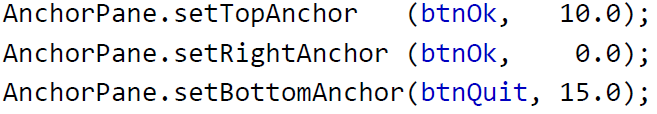 AnchorPane.setTopAnchor   (btnOk,   10.0);
AnchorPane.setRightAnchor (btnOk,    0.0);
AnchorPane.setBottomAnchor(btnQuit, 15.0);